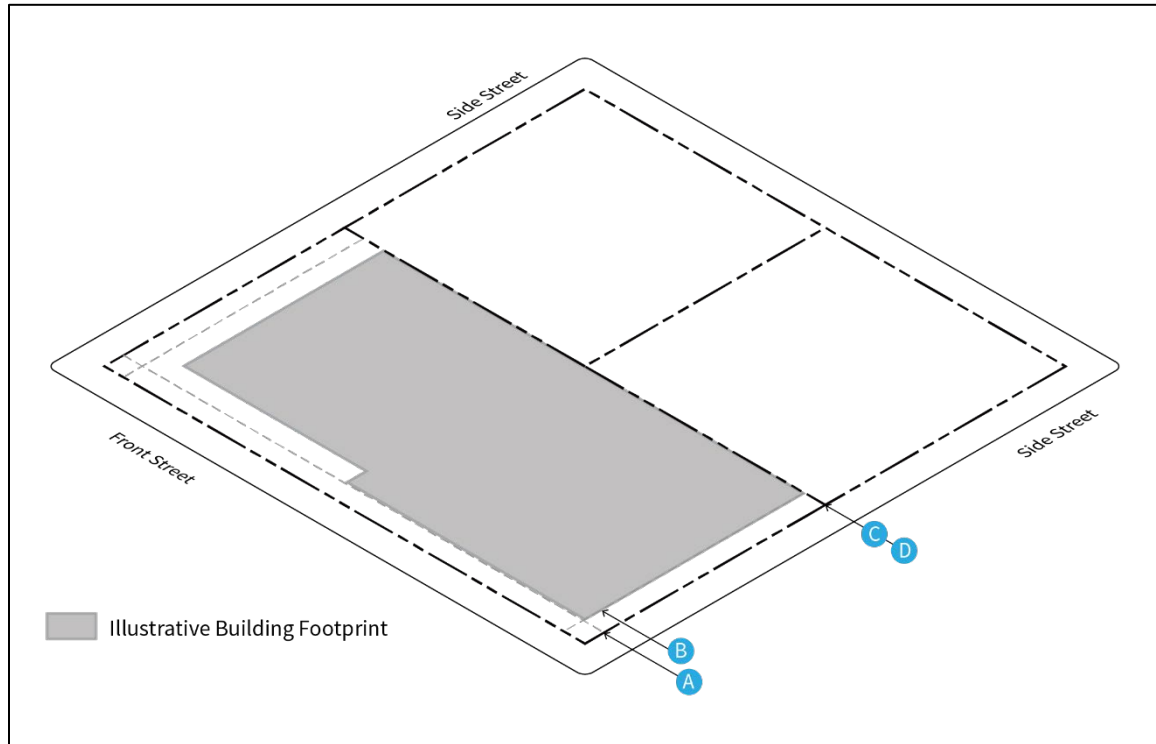 Side Street
Front Street
Side Street
C
D
B
A
Illustrative Building Footprint